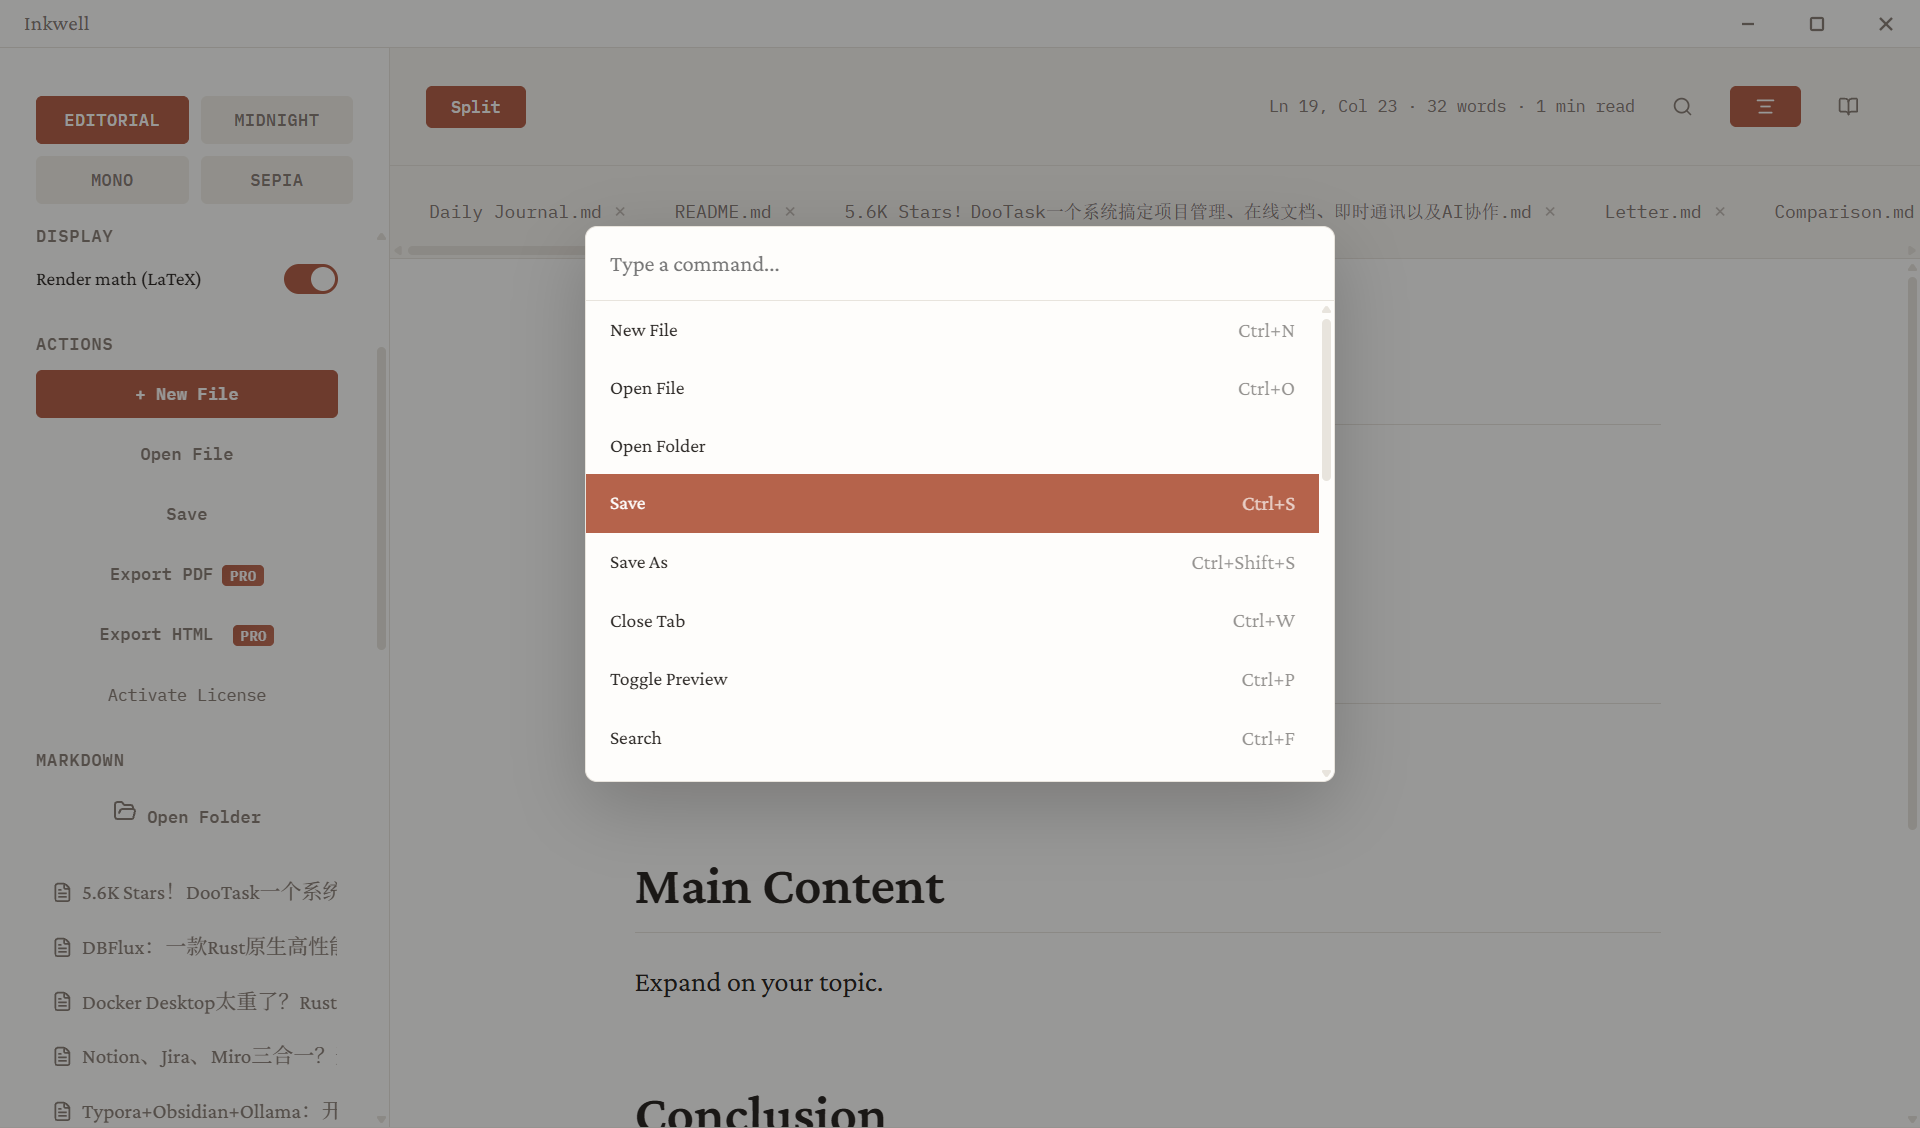 Inkwell
EDITORIAL
MIDNIGHT
MONO
SEPIA
DISPLAY
Render math (LaTeX)
ACTIONS
+ New File
Open File
Save
Export PDF PRO
Export HTML PRO
Activate License
MARKDOWN
Open Folder
5.6K Stars！DooTask一个系统
DBFlux：一款Rust原生高性能
Docker Desktop太重了？Rust
Notion、Jira、Miro三合一？
Typora+Obsidian+Ollama：开
Split
Ln 19, Col 23 · 32 words · 1 min read
Daily Journal.md ×
README.md ×
5.6K Stars！DooTask一个系统搞定项目管理、在线文档、即时通讯以及AI协作.md ×
Letter.md ×
Comparison.md
Type a command...
New File Ctrl+N
Open File Ctrl+O
Open Folder
Save Ctrl+S
Save As Ctrl+Shift+S
Close Tab Ctrl+W
Toggle Preview Ctrl+P
Search Ctrl+F
Main Content
Expand on your topic.
Conclusion